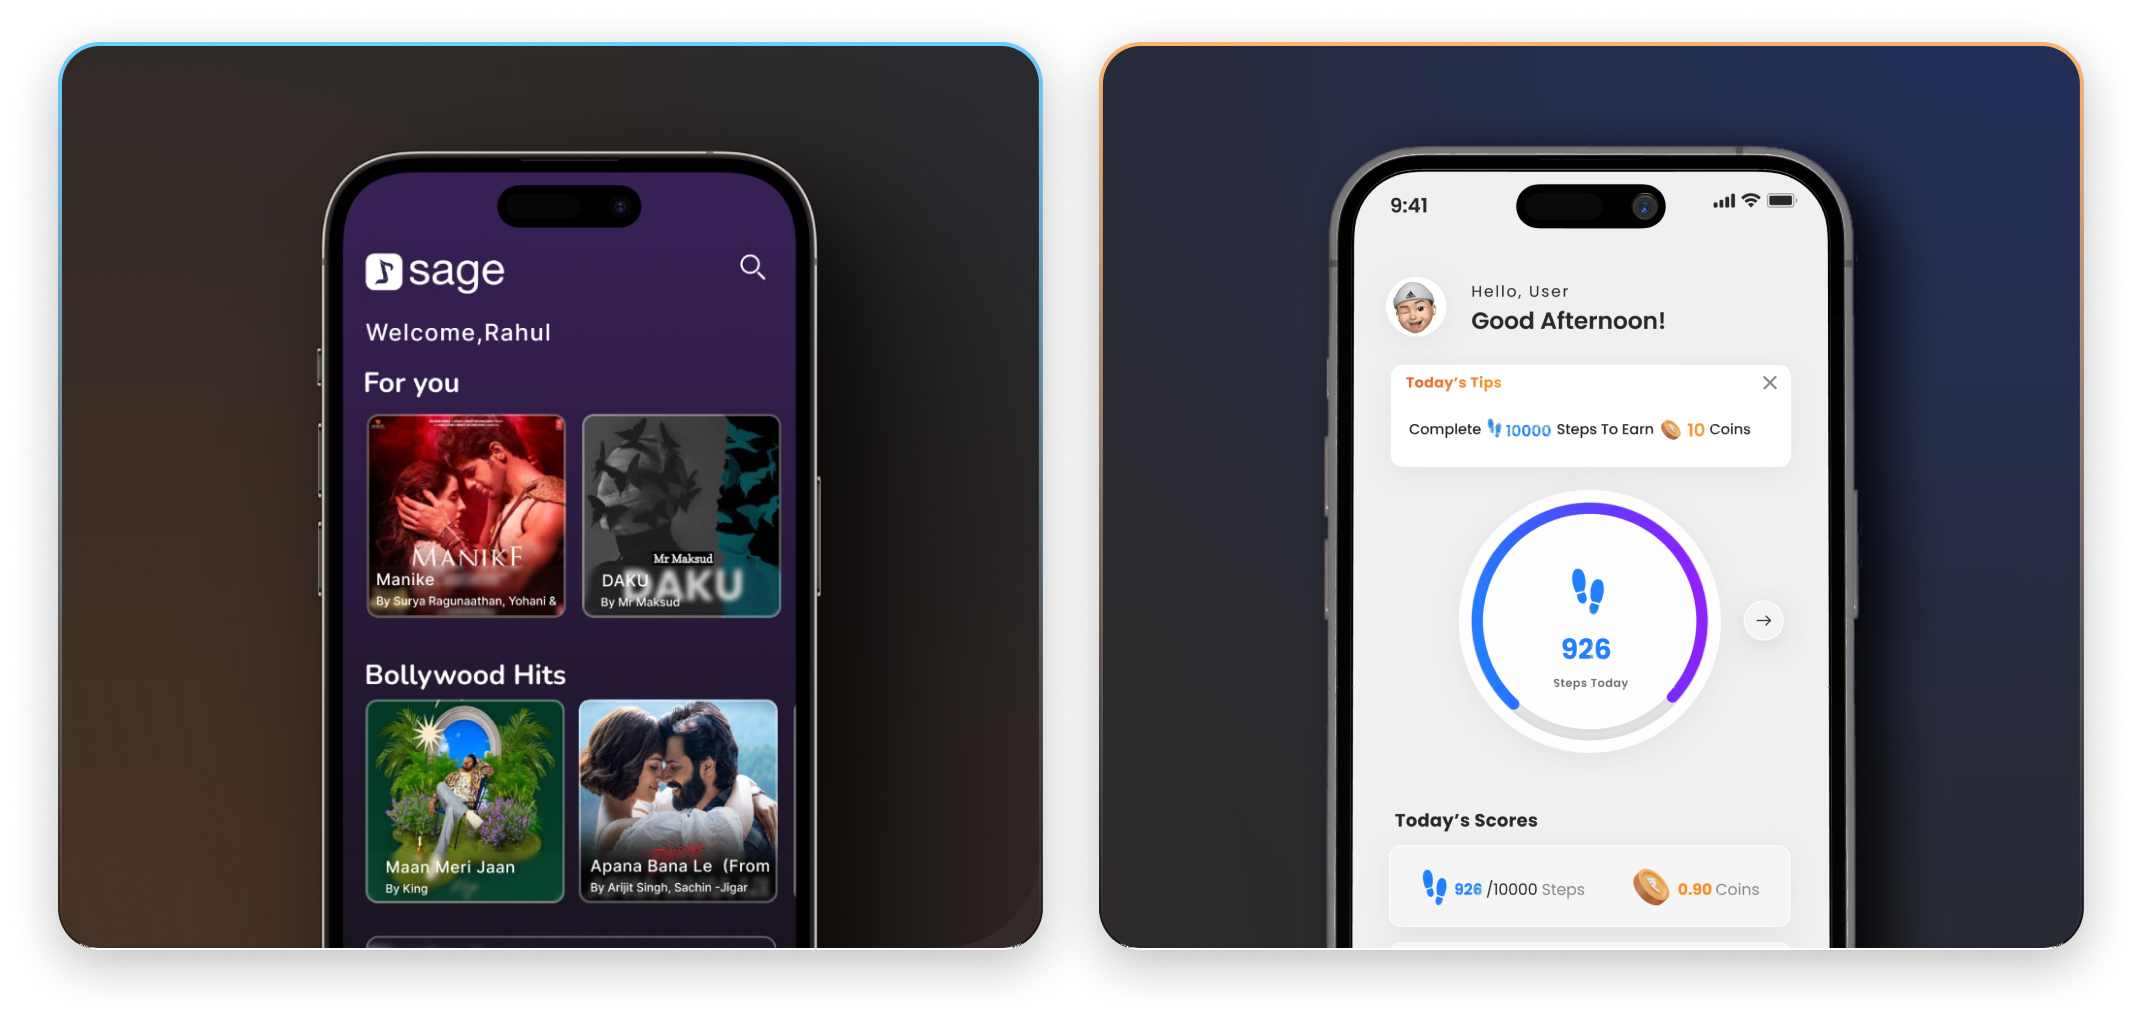 sage
Welcome,Rahul
For you
MANIKE
Manike
By Surya Ragunaathan, Yohani &
Mr Maksud
DAKU
DAKU
By Mr Maksud
Bollywood Hits
Maan Meri Jaan
By King
Apana Bana Le (From
By Arijit Singh, Sachin -Jigar
9:41
Hello, User
Good Afternoon!
Today's Tips
Complete 10000 Steps To Earn 10 Coins
926
Steps Today
Today's Scores
926 /10000 Steps
0.90 Coins